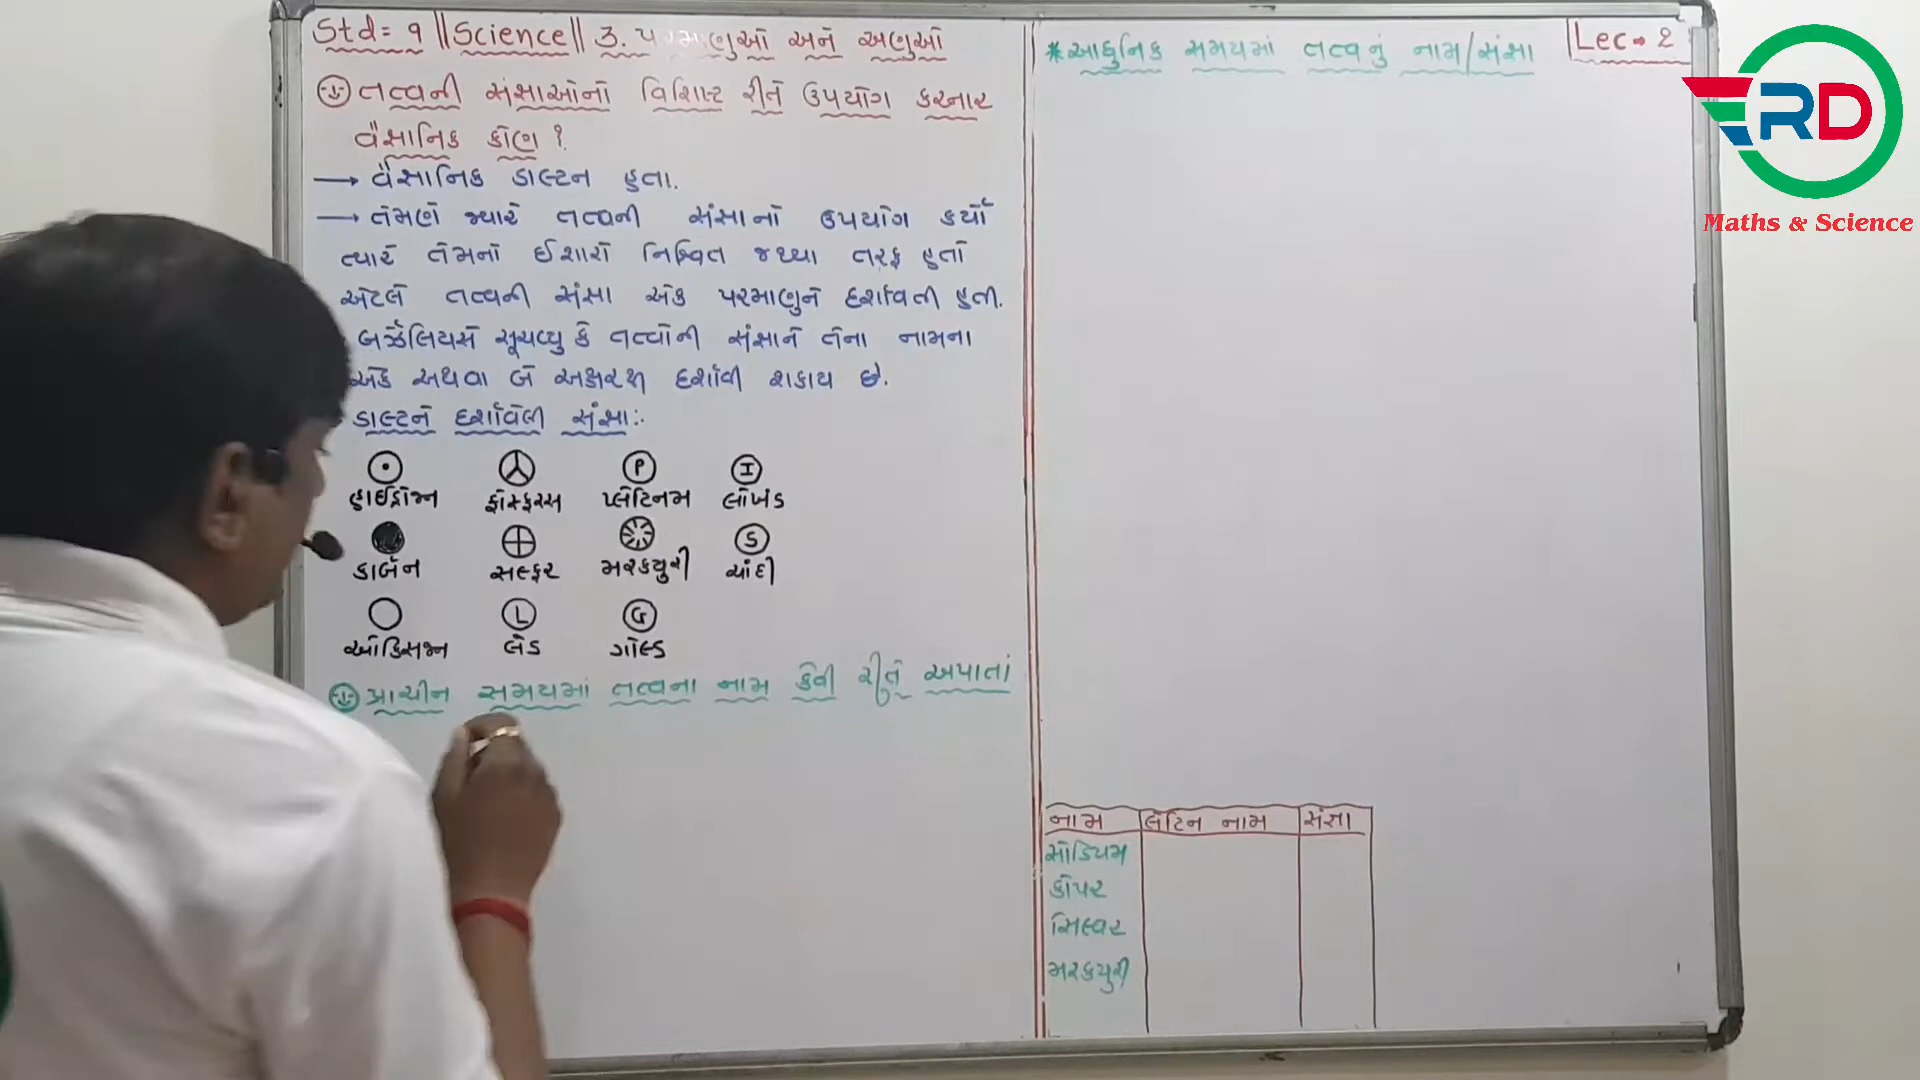 Std = 9 ||Science|| 3. પરમાણુઓ અને અણુઓ
તત્વની સંજ્ઞાઓનો વિશિષ્ટ રીતે ઉપયોગ કરનાર
વૈજ્ઞાનિક કોણ ?
→ વૈજ્ઞાનિક ડાલ્ટન હતા.
→ તેમણે જ્યારે તત્વની સંજ્ઞાનો ઉપયોગ કર્યો
ત્યારે તેમનો ઈશારો નિશ્ચિત જથ્થા તરફ હતો
એટલે તત્વની સંજ્ઞા એક પરમાણુને દર્શાવતી હતી.
બર્ઝેલિયસે સૂચવ્યુ કે તત્વોની સંજ્ઞાને તેના નામના
એક અથવા બે અક્ષરથી દર્શાવી શકાય છે.
ડાલ્ટને દર્શાવેલી સંજ્ઞા:.
P I
હાઈડ્રોજન ફોસ્ફરસ પ્લેટિનમ લોખંડ
S
કાર્બન સલ્ફર મરક્યુરી ચાંદી
L G
ઓક્સિજન લેડ ગોલ્ડ
પ્રાચીન સમયમાં તત્વના નામ કેવી રીતે અપાતાં
* આધુનિક સમયમાં તત્વનું નામ/સંજ્ઞા
Lec → 2
નામ લેટિન નામ સંજ્ઞા
સોડિયમ
કોપર
સિલ્વર
મરક્યુરી
RD
Maths & Science